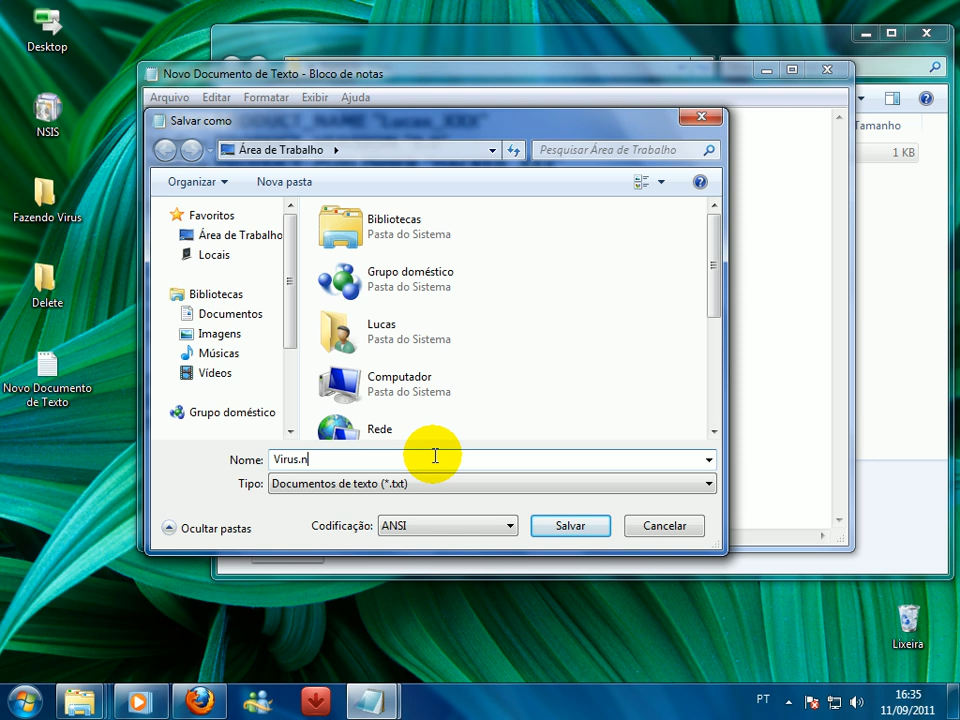 Desktop
NSIS
Fazendo Virus
Delete
Novo Documento
de Texto
Tamanho
1 KB
Novo Documento de Texto - Bloco de notas
Arquivo Editar Formatar Exibir Ajuda
Salvar como
Área de Trabalho
Pesquisar Área de Trabalho
Organizar
Nova pasta
Favoritos
Área de Trabalho
Locais
Bibliotecas
Documentos
Imagens
Músicas
Vídeos
Grupo doméstico
Bibliotecas
Pasta do Sistema
Grupo doméstico
Pasta do Sistema
Lucas
Pasta do Sistema
Computador
Pasta do Sistema
Rede
Nome: Virus.n
Tipo: Documentos de texto (*.txt)
Ocultar pastas
Codificação: ANSI
Salvar
Cancelar
Lixeira
PT
16:35
11/09/2011